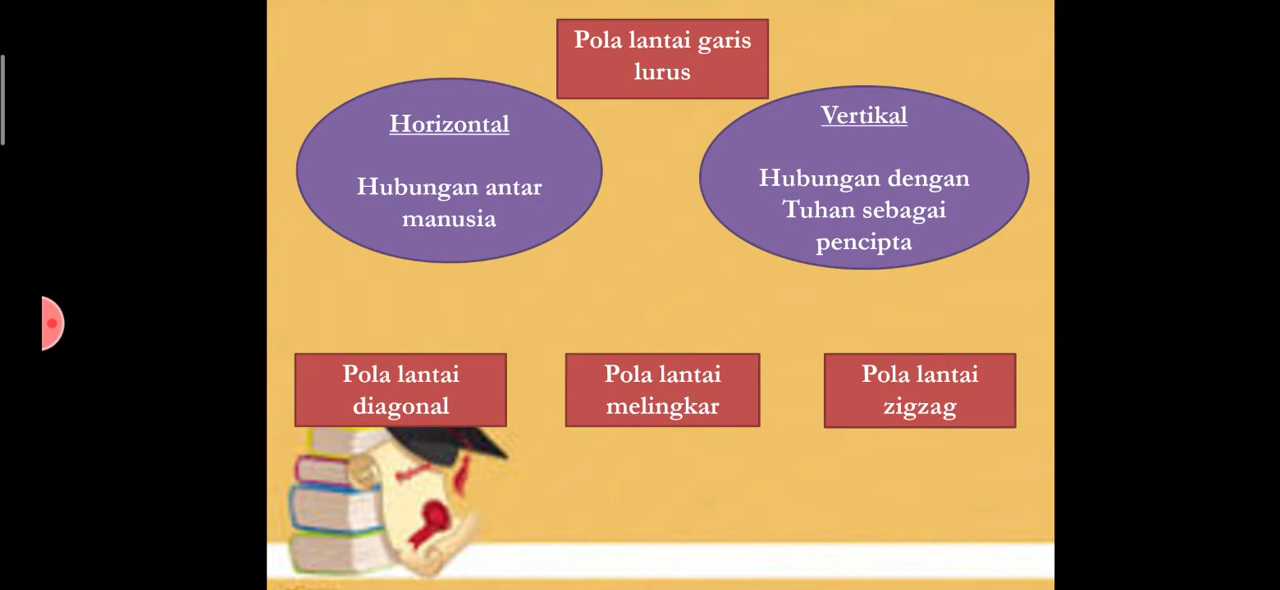 Pola lantai garis
lurus
Horizontal
Hubungan antar
manusia
Vertikal
Hubungan dengan
Tuhan sebagai
pencipta
Pola lantai
diagonal
Pola lantai
melingkar
Pola lantai
zigzag